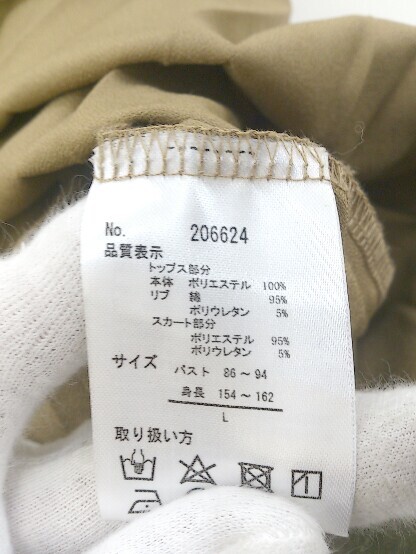 No. 206624
品質表示
トップス部分
本体 ポリエステル 100%
リブ 綿 95%
ポリウレタン 5%
スカート部分
ポリエステル 95%
ポリウレタン 5%
サイズ
バスト 86～94
身長 154～162
L
取り扱い方